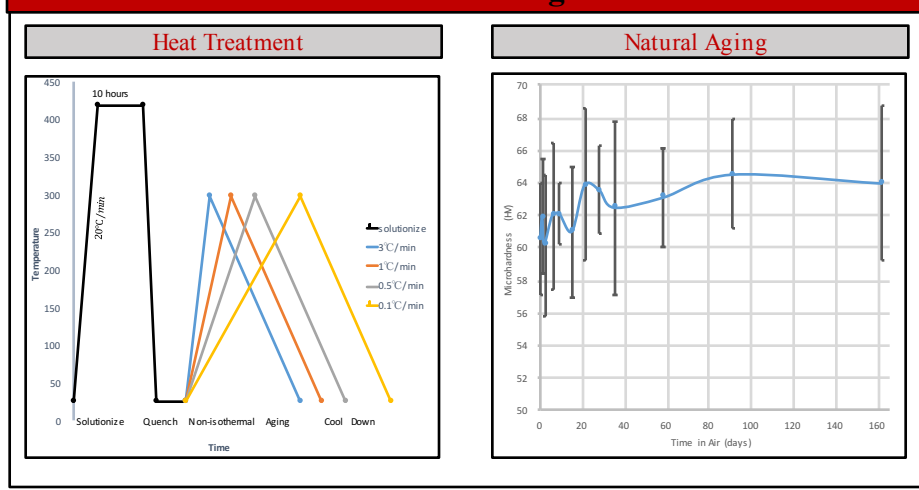 Heat Treatment
Natural Aging
450
400
350
300
250
200
150
100
50
0
Temperature
10 hours
20℃/min
solutionize
3℃/min
1℃/min
0.5℃/min
0.1℃/min
Solutionize Quench Non-isothermal Aging Cool Down
Time
70
68
66
64
62
60
58
56
54
52
50
Microhardness (HV)
0 20 40 60 80 100 120 140 160
Time in Air (days)